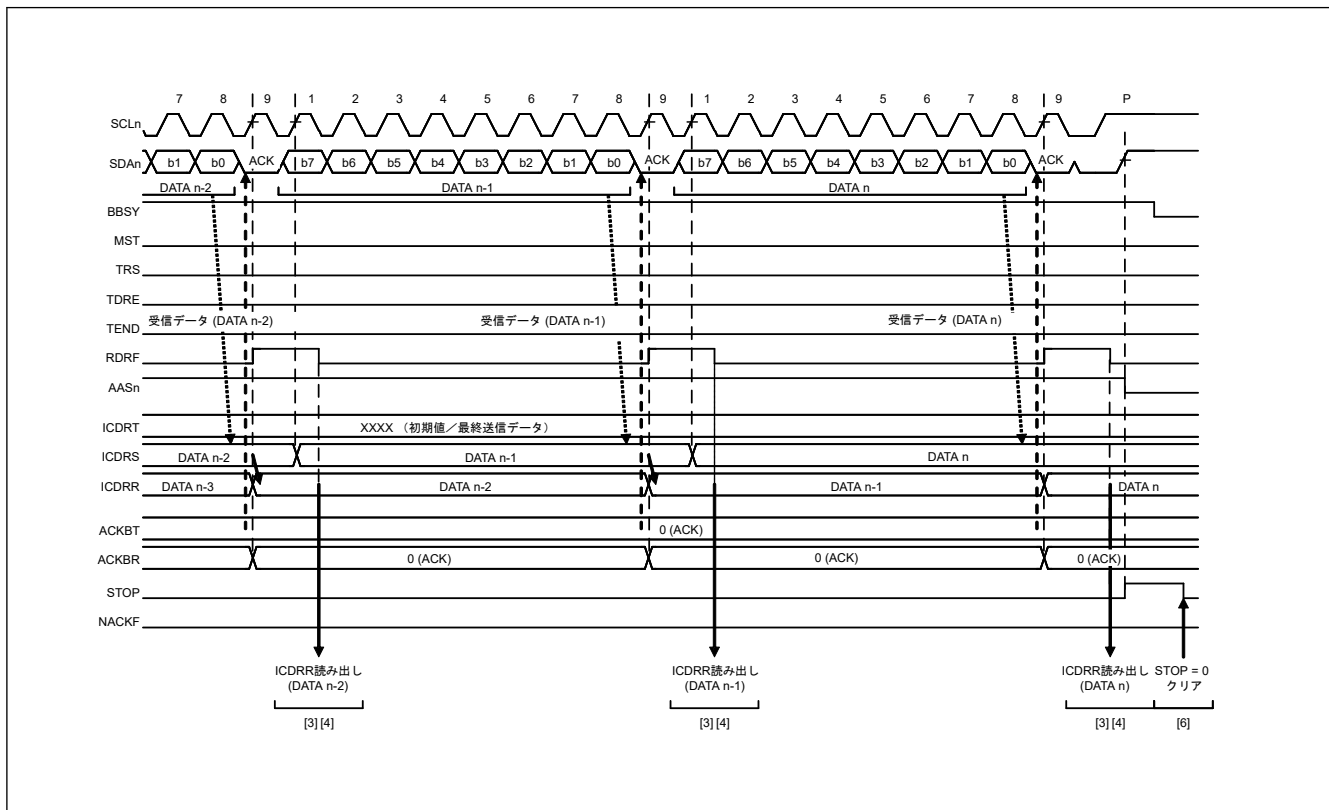 7 8 9 1 2 3 4 5 6 7 8 9 1 2 3 4 5 6 7 8 9 P
SCLn
SDAn b1 b0 ACK b7 b6 b5 b4 b3 b2 b1 b0 ACK b7 b6 b5 b4 b3 b2 b1 b0 ACK
DATA n-2 DATA n-1 DATA n
BBSY
MST
TRS
TDRE
受信データ (DATA n-2) 受信データ (DATA n-1) 受信データ (DATA n)
TEND
RDRF
AASn
ICDRT XXXX (初期値/最終送信データ)
ICDRS DATA n-2 DATA n-1 DATA n
ICDRR DATA n-3 DATA n-2 DATA n-1 DATA n
ACKBT 0 (ACK)
ACKBR 0 (ACK) 0 (ACK) 0 (ACK)
STOP
NACKF
ICDRR読み出し ICDRR読み出し ICDRR読み出し STOP = 0
(DATA n-2) (DATA n-1) (DATA n) クリア
[3] [4] [3] [4] [3] [4] [6]